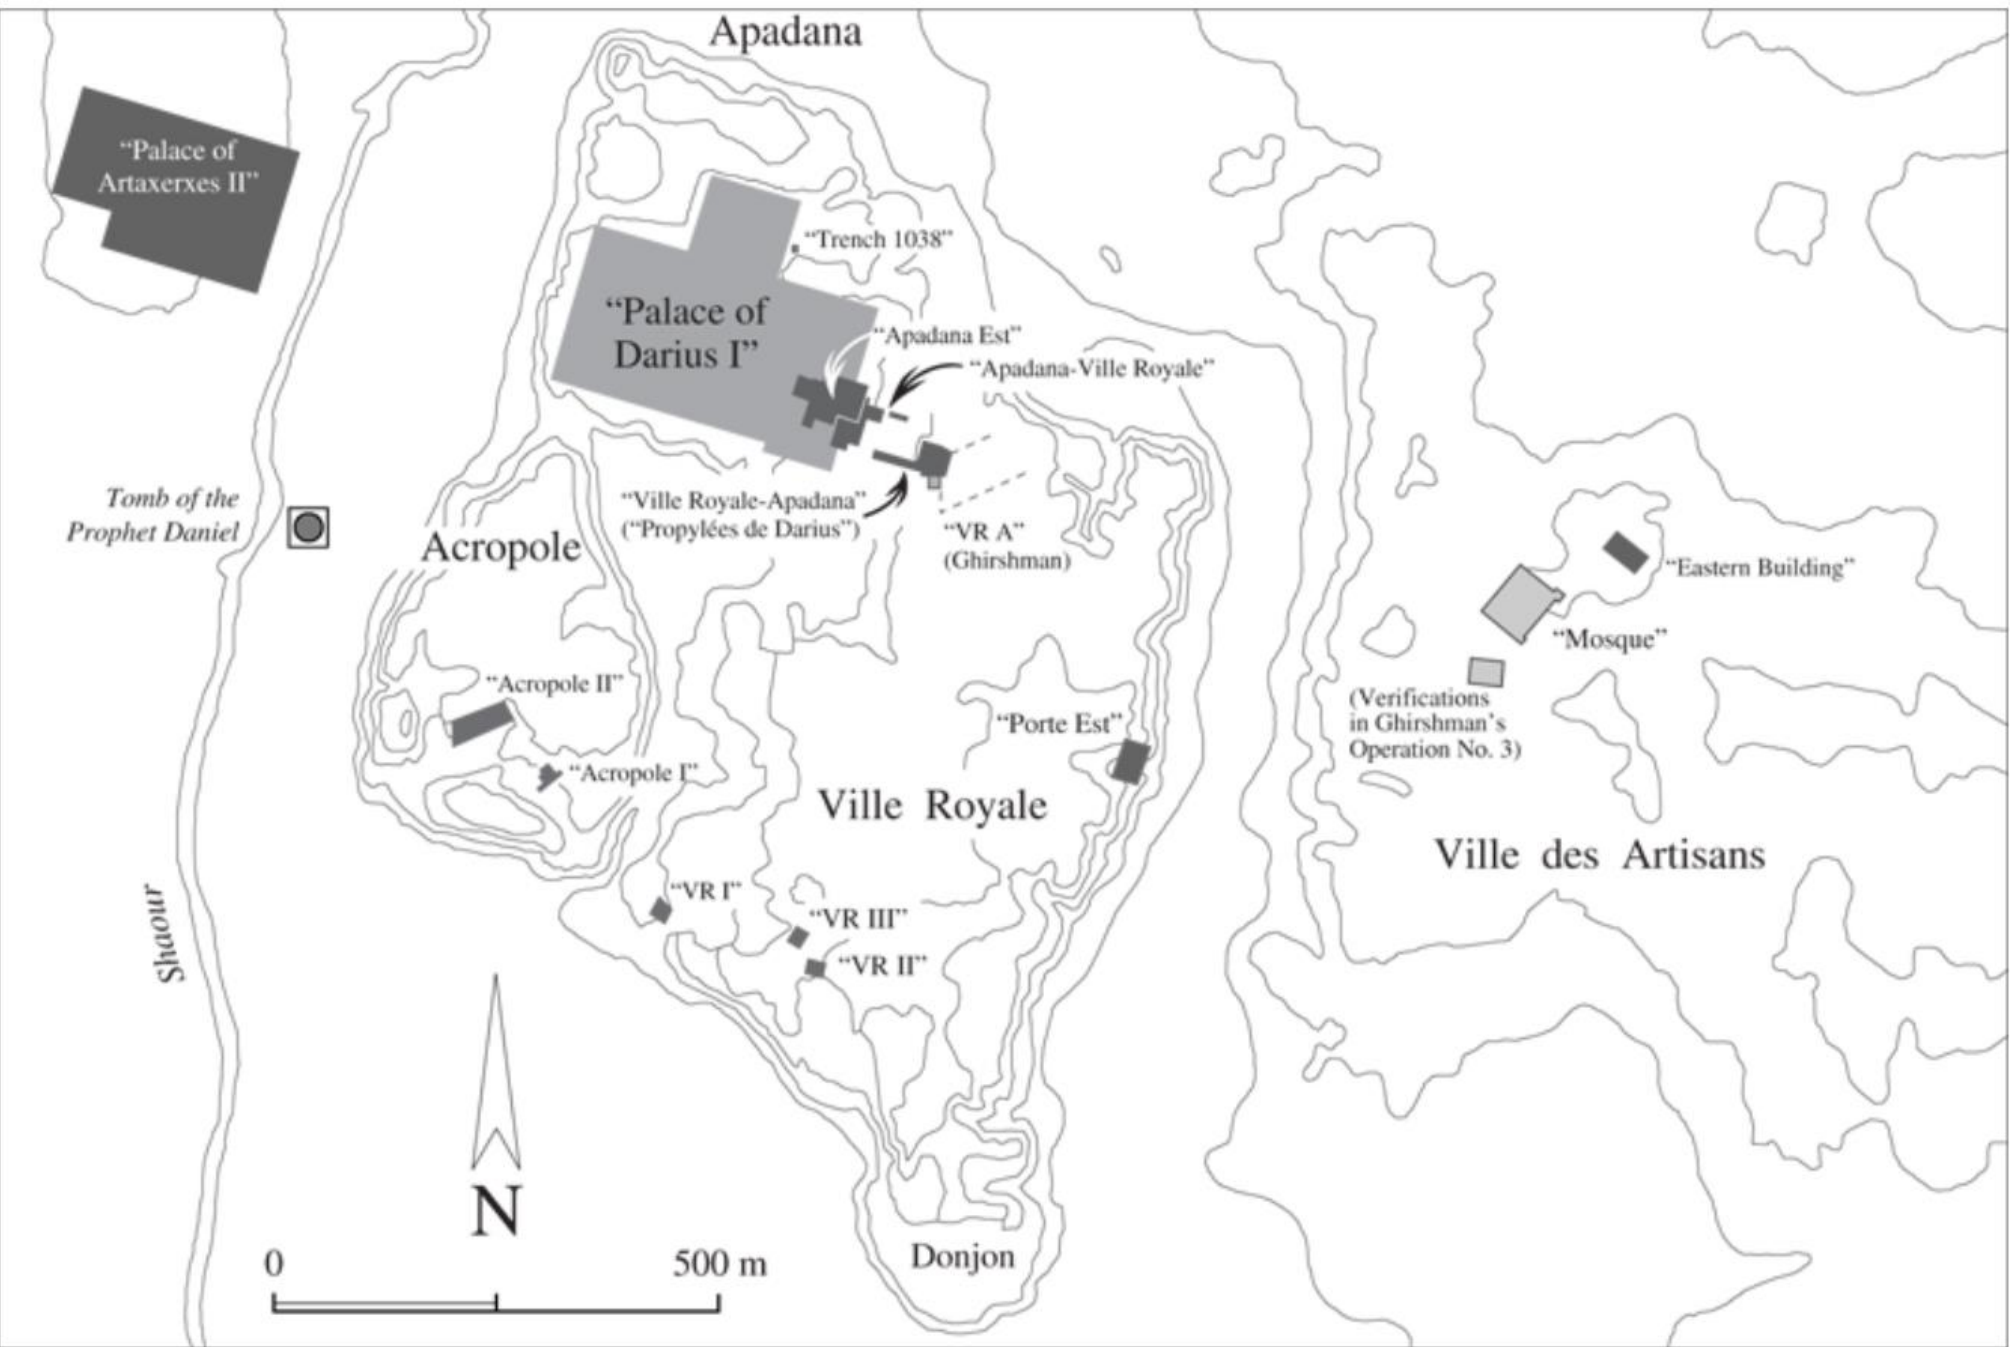 Apadana
“Palace of
Artaxerxes II”
“Trench 1038”
“Palace of
Darius I”
“Apadana Est”
“Apadana-Ville Royale”
Tomb of the
Prophet Daniel
“Ville Royale-Apadana”
(“Propylées de Darius”)
“VR A”
(Ghirshman)
Acropole
“Eastern Building”
“Mosque”
“Acropole II”
(Verifications
in Ghirshman’s
Operation No. 3)
“Porte Est”
“Acropole I”
Ville Royale
Ville des Artisans
“VR I”
“VR III”
“VR II”
Shaour
N
0
500 m
Donjon